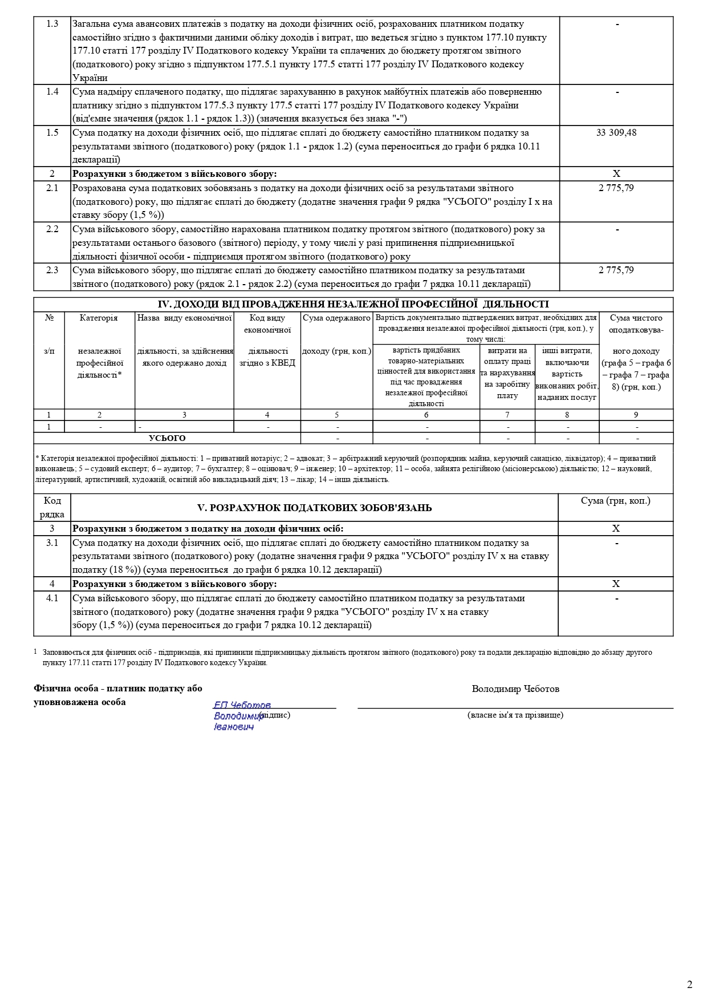 1.3 Загальна сума авансових платежів з податку на доходи фізичних осіб, розрахованих платником податку -
самостійно згідно з фактичними даними обліку доходів і витрат, що ведеться згідно з пунктом 177.10 пункту
177.10 статті 177 розділу IV Податкового кодексу України та сплачених до бюджету протягом звітного
(податкового) року згідно з підпунктом 177.5.1 пункту 177.5 статті 177 розділу IV Податкового кодексу
України
1.4 Сума надміру сплаченого податку, що підлягає зарахуванню в рахунок майбутніх платежів або поверненню -
платнику згідно з підпунктом 177.5.3 пункту 177.5 статті 177 розділу IV Податкового кодексу України
(від'ємне значення (рядок 1.1 - рядок 1.3)) (значення вказується без знака "-")
1.5 Сума податку на доходи фізичних осіб, що підлягає сплаті до бюджету самостійно платником податку за 33 309,48
результатами звітного (податкового) року (рядок 1.1 - рядок 1.2) (сума переноситься до графи 6 рядка 10.11
декларації)
2 Розрахунки з бюджетом з військового збору: X
2.1 Розрахована сума податкових зобовязань з податку на доходи фізичних осіб за результатами звітного 2 775,79
(податкового) року, що підлягає сплаті до бюджету (додатне значення графи 9 рядка "УСЬОГО" розділу I x на
ставку збору (1,5 %))
2.2 Сума військового збору, самостійно нарахована платником податку протягом звітного (податкового) року за -
результатами останього базового (звітного) періоду, у тому числі у разі припинення підприємницької
діяльності фізичної особи - підприємця протягом звітного (податкового) року
2.3 Сума військового збору, що підлягає сплаті до бюджету самостійно платником податку за результатами 2 775,79
звітного (податкового) року (рядок 2.1 - рядок 2.2) (сума переноситься до графи 7 рядка 10.11 декларації)
IV. ДОХОДИ ВІД ПРОВАДЖЕННЯ НЕЗАЛЕЖНОЇ ПРОФЕСІЙНОЇ ДІЯЛЬНОСТІ
№
з/п
Категорія
незалежної
професійної
діяльності*
Назва виду економічної
діяльності, за здійснення
якого одержано дохід
Код виду
економічної
діяльності
згідно з КВЕД
Сума одержаного
доходу (грн, коп.)
Вартість документально підтверджених витрат, необхідних для
провадження незалежної професійної діяльності (грн, коп.), у
тому числі:
вартість придбаних
товарно-матеріальних
цінностей для використання
під час провадження
незалежної професійної
діяльності
витрати на
оплату праці
та нарахування
на заробітну
плату
інші витрати,
включаючи
вартість
виконаних робіт,
наданих послуг
Сума чистого
оподатковува-
ного доходу
(графа 5 – графа 6
– графа 7 – графа
8) (грн, коп.)
1 2 3 4 5 6 7 8 9
1 - - - - - - - -
УСЬОГО - - - - -
* Категорія незалежної професійної діяльності: 1 – приватний нотаріус; 2 – адвокат; 3 – арбітражний керуючий (розпорядник майна, керуючий санацією, ліквідатор); 4 – приватний
виконавець; 5 – судовий експерт; 6 – аудитор; 7 – бухгалтер; 8 – оцінювач; 9 – інженер; 10 – архітектор; 11 – особа, зайнята релігійною (місіонерською) діяльністю; 12 – науковий,
літературний, артистичний, художній, освітній або викладацький діяч; 13 – лікар; 14 – інша діяльність.
Код
рядка
V. РОЗРАХУНОК ПОДАТКОВИХ ЗОБОВ'ЯЗАНЬ
Сума (грн, коп.)
3 Розрахунки з бюджетом з податку на доходи фізичних осіб: X
3.1 Сума податку на доходи фізичних осіб, що підлягає сплаті до бюджету самостійно платником податку за -
результатами звітного (податкового) року (додатне значення графи 9 рядка "УСЬОГО" розділу IV x на ставку
податку (18 %)) (сума переноситься до графи 6 рядка 10.12 декларації)
4 Розрахунки з бюджетом з військового збору: X
4.1 Сума військового збору, що підлягає сплаті до бюджету самостійно платником податку за результатами -
звітного (податкового) року (додатне значення графи 9 рядка "УСЬОГО" розділу IV x на ставку
збору (1,5 %)) (сума переноситься до графи 7 рядка 10.12 декларації)
1 Заповнюється для фізичних осіб - підприємців, які припинили підприємницьку діяльність протягом звітного (податкового) року та подали декларацію відповідно до абзацу другого
пункту 177.11 статті 177 розділу IV Податкового кодексу України.
Фізична особа - платник податку або
уповноважена особа
Володимир Чеботов
ЕП Чеботов
Володимир
Іванович
(підпис)
(власне ім'я та прізвище)
2